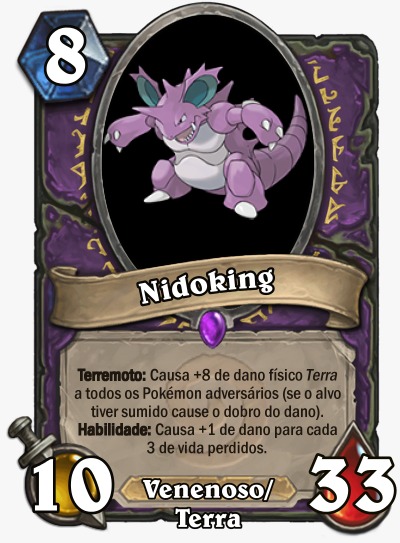 8
Nidoking
Terremoto: Causa +8 de dano físico Terra
a todos os Pokémon adversários (se o alvo
tiver sumido cause o dobro do dano).
Habilidade: Causa +1 de dano para cada
3 de vida perdidos.
10
Venenoso/
Terra
33